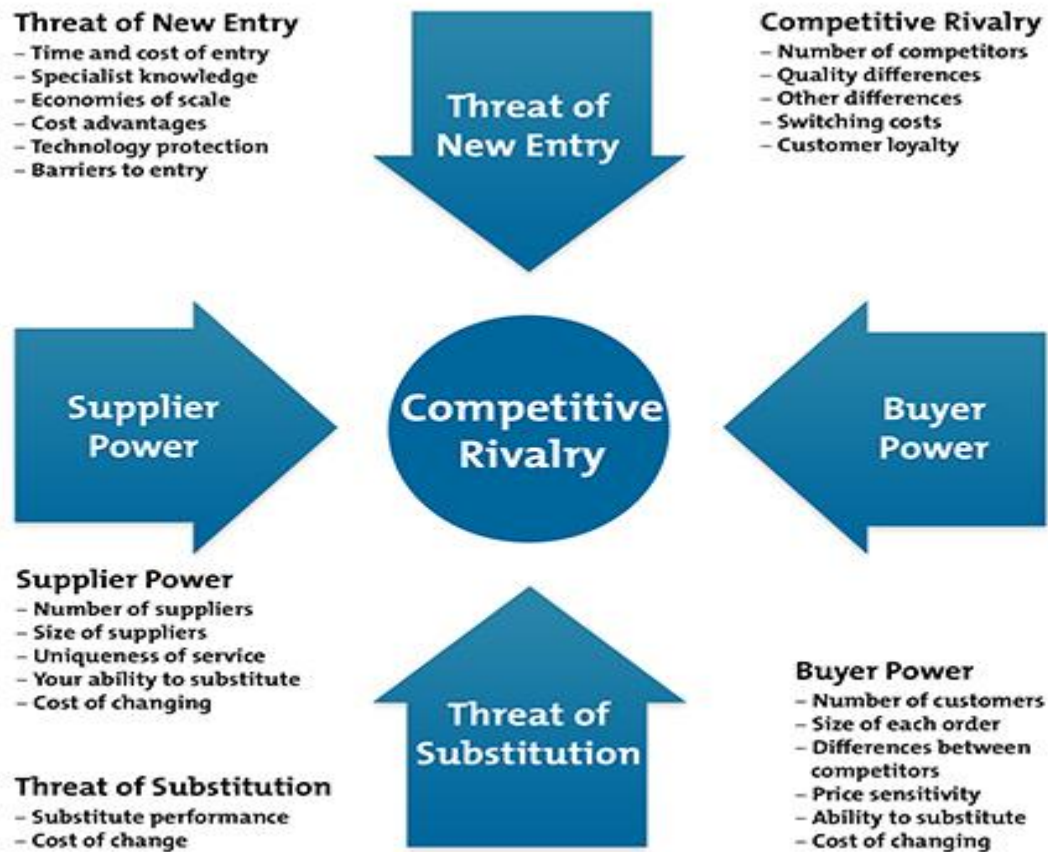 Threat of New Entry
– Time and cost of entry
– Specialist knowledge
– Economies of scale
– Cost advantages
– Technology protection
– Barriers to entry
Threat of
New Entry
Competitive Rivalry
– Number of competitors
– Quality differences
– Other differences
– Switching costs
– Customer loyalty
Supplier
Power
Competitive
Rivalry
Buyer
Power
Supplier Power
– Number of suppliers
– Size of suppliers
– Uniqueness of service
– Your ability to substitute
– Cost of changing
Threat of Substitution
– Substitute performance
– Cost of change
Threat of
Substitution
Buyer Power
– Number of customers
– Size of each order
– Differences between
competitors
– Price sensitivity
– Ability to substitute
– Cost of changing